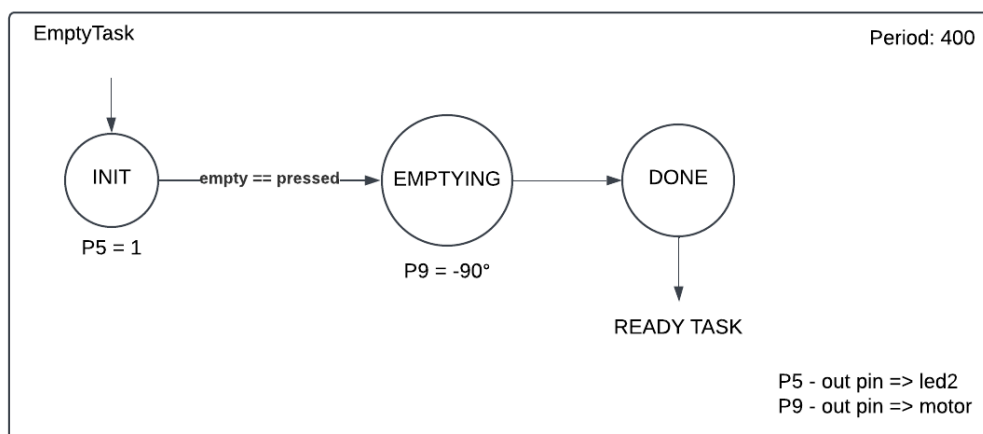 EmptyTask
Period: 400
INIT
empty == pressed
EMPTYING
DONE
P5 = 1
P9 = -90°
READY TASK
P5 - out pin => led2
P9 - out pin => motor